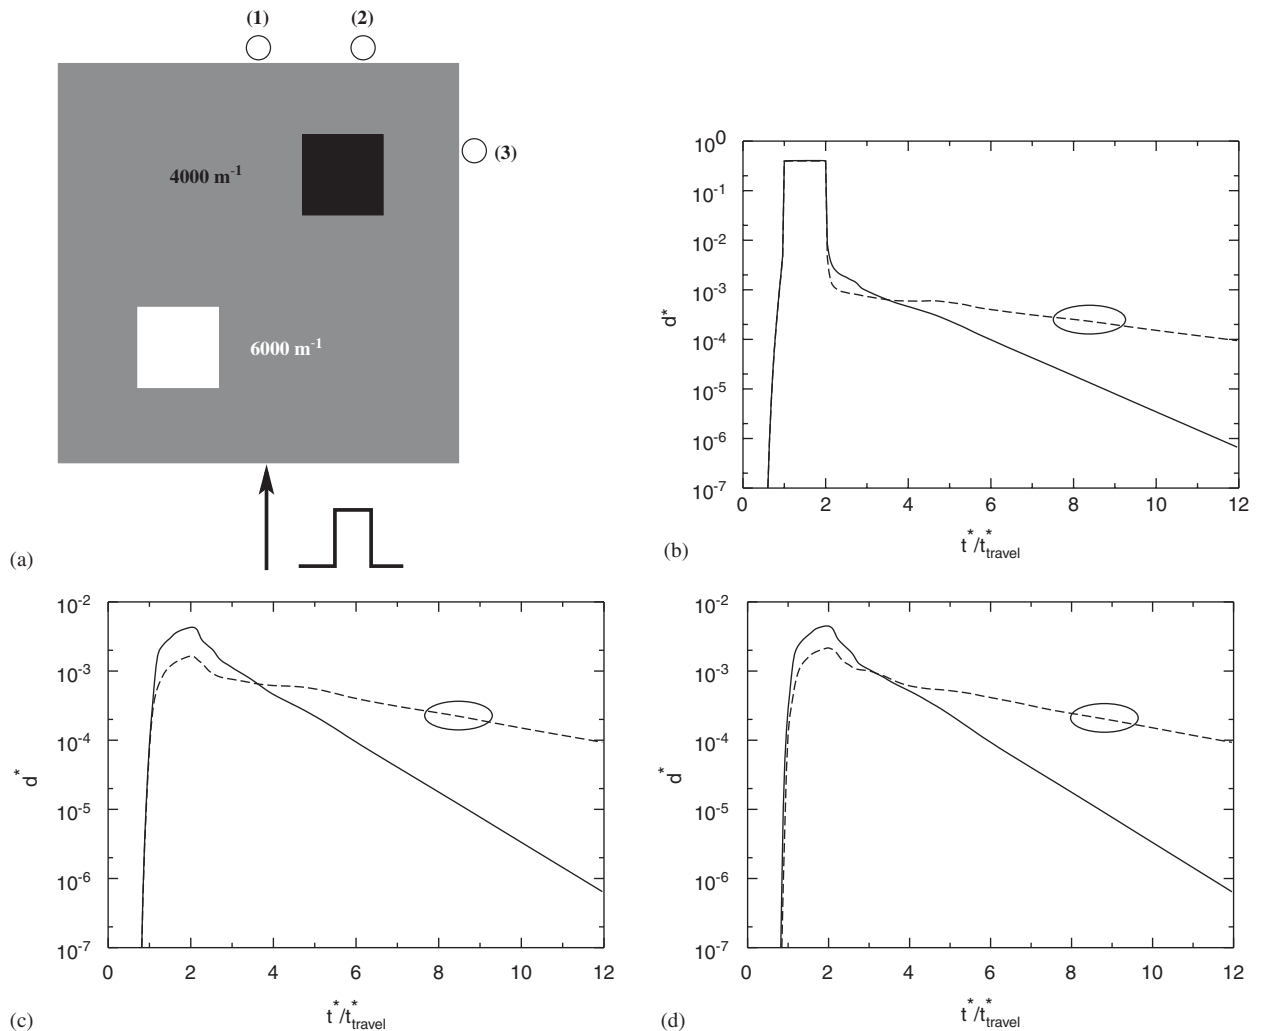 (1) (2)
(3)
4000 m⁻¹
6000 m⁻¹
(a)
10⁰
10⁻¹
10⁻²
10⁻³
10⁻⁴
10⁻⁵
10⁻⁶
10⁻⁷
d*
0 2 4 6 8 10 12
t*/t*travel
(b)
10⁻²
10⁻³
10⁻⁴
10⁻⁵
10⁻⁶
10⁻⁷
d*
0 2 4 6 8 10 12
t*/t*travel
(c)
10⁻²
10⁻³
10⁻⁴
10⁻⁵
10⁻⁶
10⁻⁷
d*
0 2 4 6 8 10 12
t*/t*travel
(d)